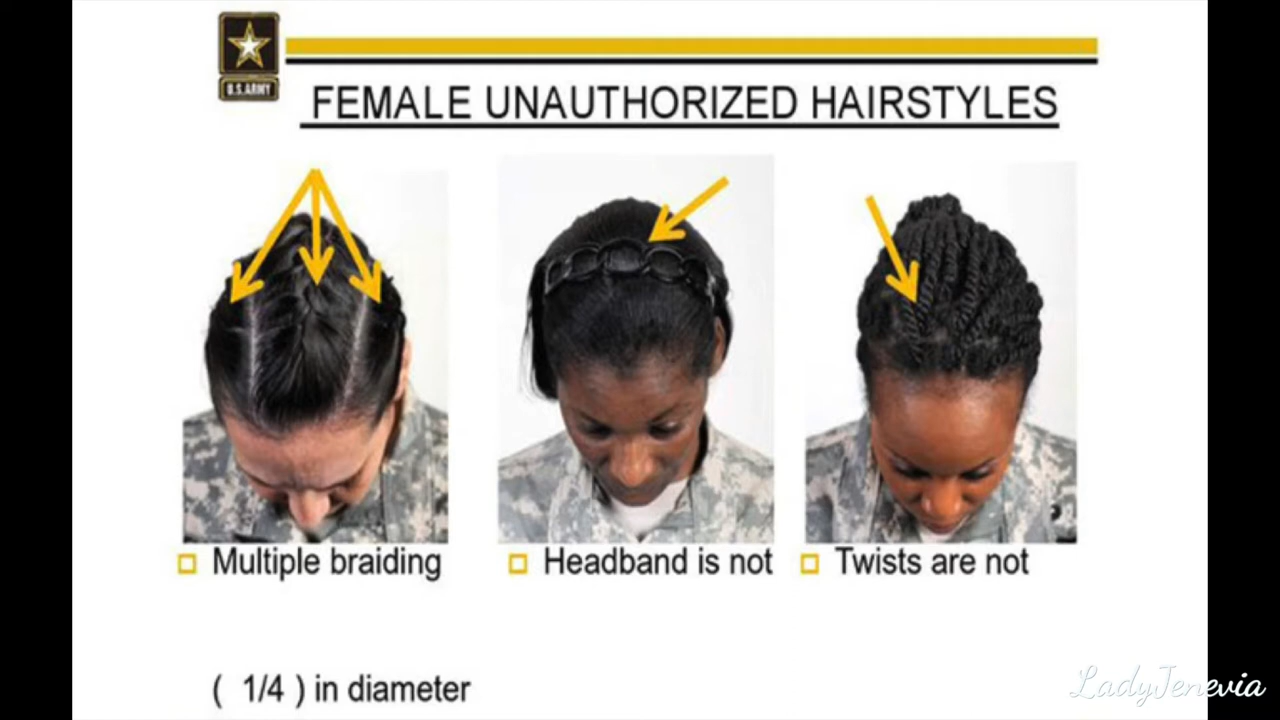 U.S.ARMY
FEMALE UNAUTHORIZED HAIRSTYLES
Multiple braiding
Headband is not
Twists are not
( 1/4 ) in diameter
LadyJenevia